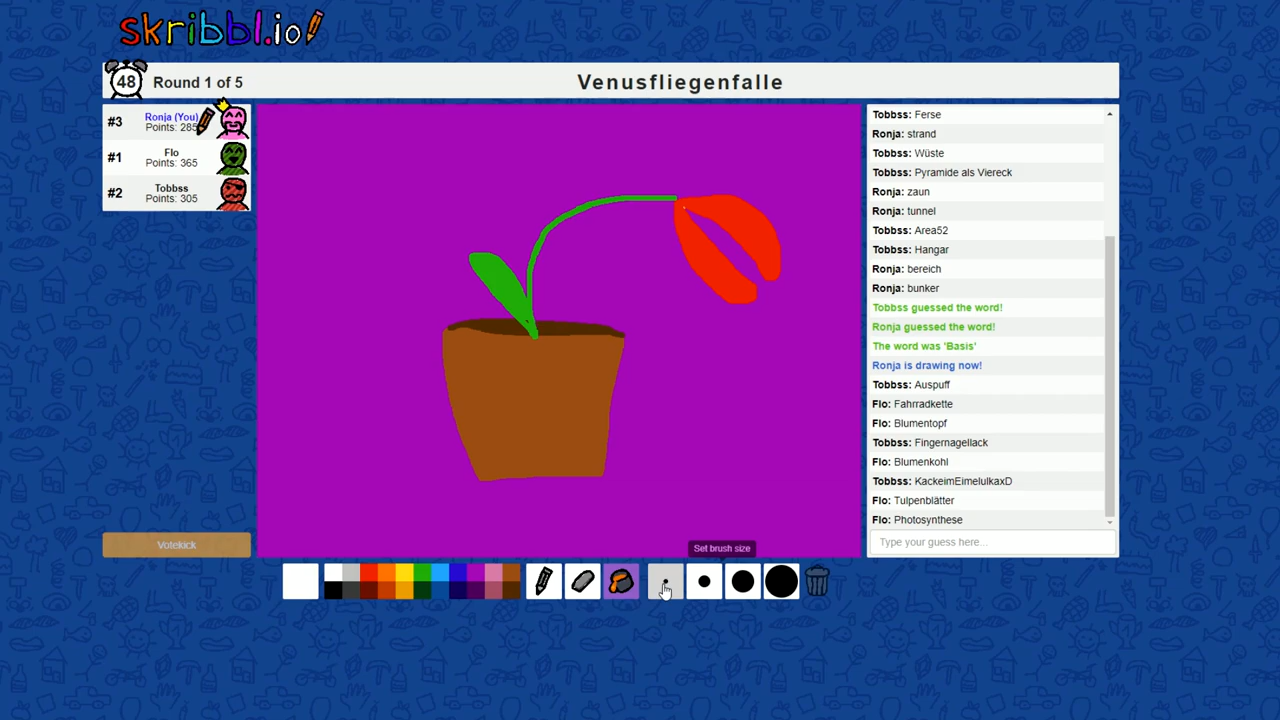 skribbl.io
48
Round 1 of 5
Venusfliegenfalle
#3
Ronja (You)
Points: 285
#1
Flo
Points: 365
#2
Tobbss
Points: 305
Votekick
Tobbss: Ferse
Ronja: strand
Tobbss: Wüste
Tobbss: Pyramide als Viereck
Ronja: zaun
Ronja: tunnel
Tobbss: Area52
Tobbss: Hangar
Ronja: bereich
Ronja: bunker
Tobbss guessed the word!
Ronja guessed the word!
The word was 'Basis'
Ronja is drawing now!
Tobbss: Auspuff
Flo: Fahrradkette
Flo: Blumentopf
Tobbss: Fingernagellack
Flo: Blumenkohl
Tobbss: KackeimEimelulkaxD
Flo: Tulpenblätter
Flo: Photosynthese
Type your guess here...
Set brush size